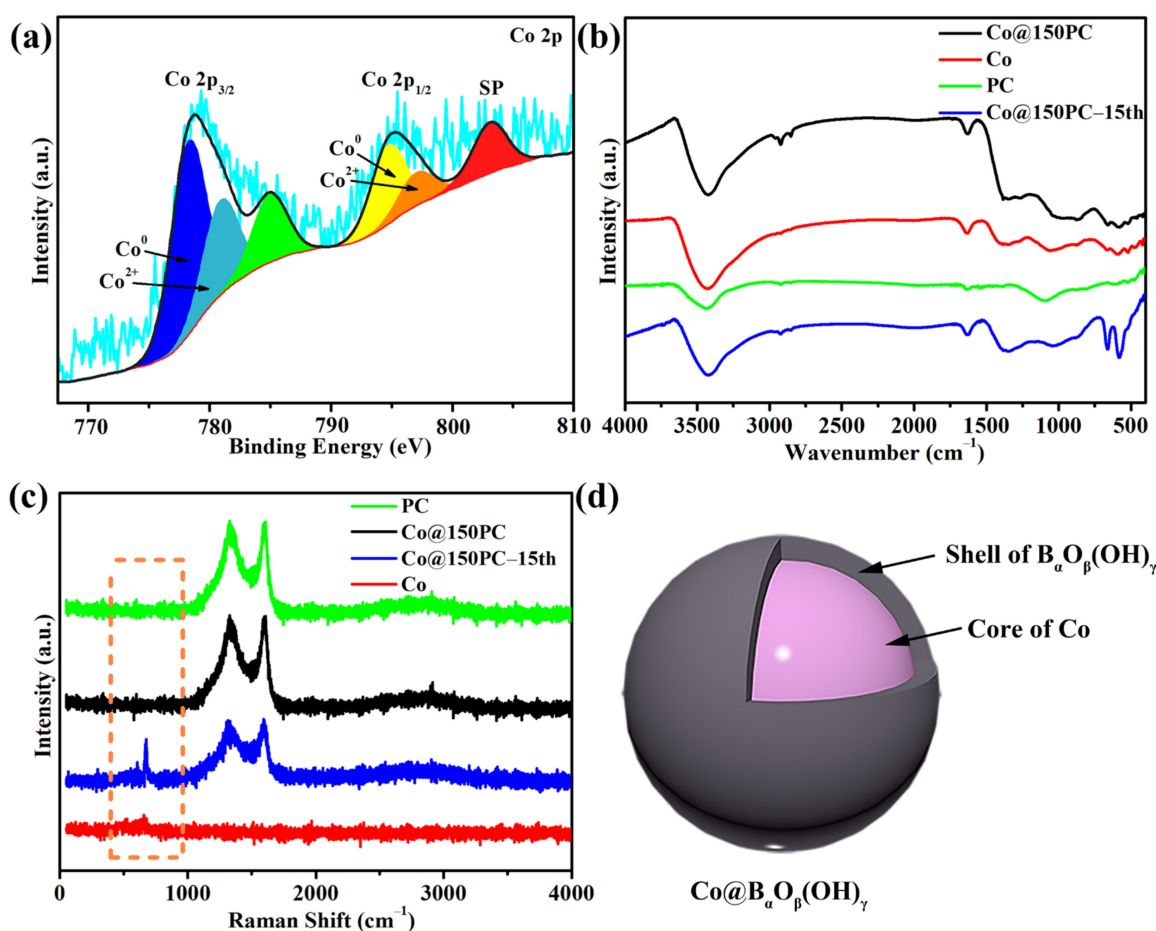 (a)
Co 2p
Co 2p₃/₂
Co 2p₁/₂
SP
Co⁰
Co²⁺
Co⁰
Co²⁺
Intensity (a.u.)
770 780 790 800 810
Binding Energy (eV)
(b)
Co@150PC
Co
PC
Co@150PC–15th
Intensity (a.u.)
4000 3500 3000 2500 2000 1500 1000 500
Wavenumber (cm⁻¹)
(c)
PC
Co@150PC
Co@150PC–15th
Co
Intensity (a.u.)
0 1000 2000 3000 4000
Raman Shift (cm⁻¹)
(d)
Shell of BαOβ(OH)γ
Core of Co
Co@BαOβ(OH)γ